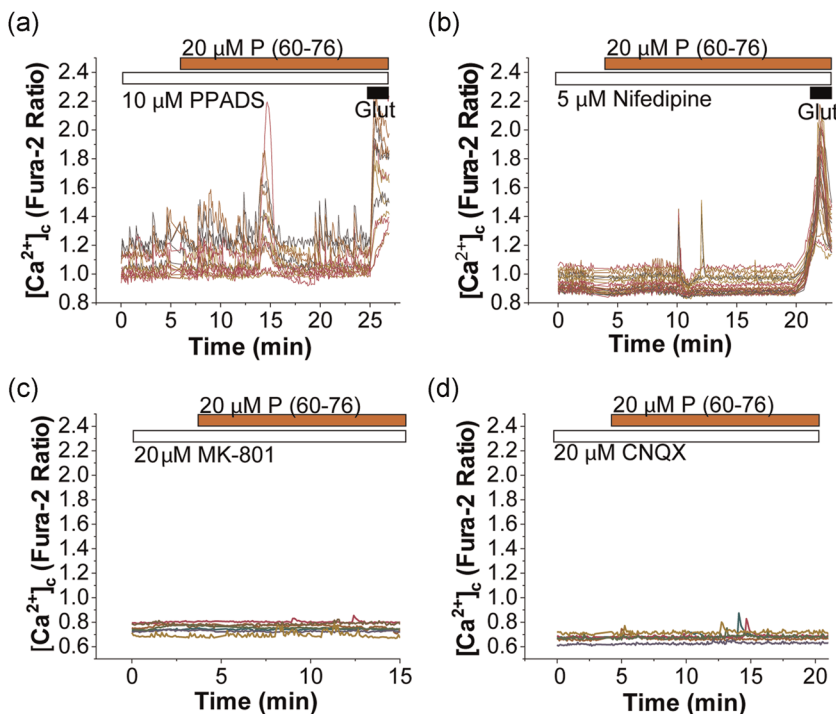 (a)
20 µM P (60-76)
10 µM PPADS
Glut
[Ca2+]c (Fura-2 Ratio)
2.4
2.2
2.0
1.8
1.6
1.4
1.2
1.0
0.8
0 5 10 15 20 25
Time (min)
(b)
20 µM P (60-76)
5 µM Nifedipine
Glut
[Ca2+]c (Fura-2 Ratio)
2.4
2.2
2.0
1.8
1.6
1.4
1.2
1.0
0.8
0 5 10 15 20
Time (min)
(c)
20 µM P (60-76)
20 µM MK-801
[Ca2+]c (Fura-2 Ratio)
2.4
2.2
2.0
1.8
1.6
1.4
1.2
1.0
0.8
0.6
0 5 10 15
Time (min)
(d)
20 µM P (60-76)
20 µM CNQX
[Ca2+]c (Fura-2 Ratio)
2.4
2.2
2.0
1.8
1.6
1.4
1.2
1.0
0.8
0.6
0 5 10 15 20
Time (min)